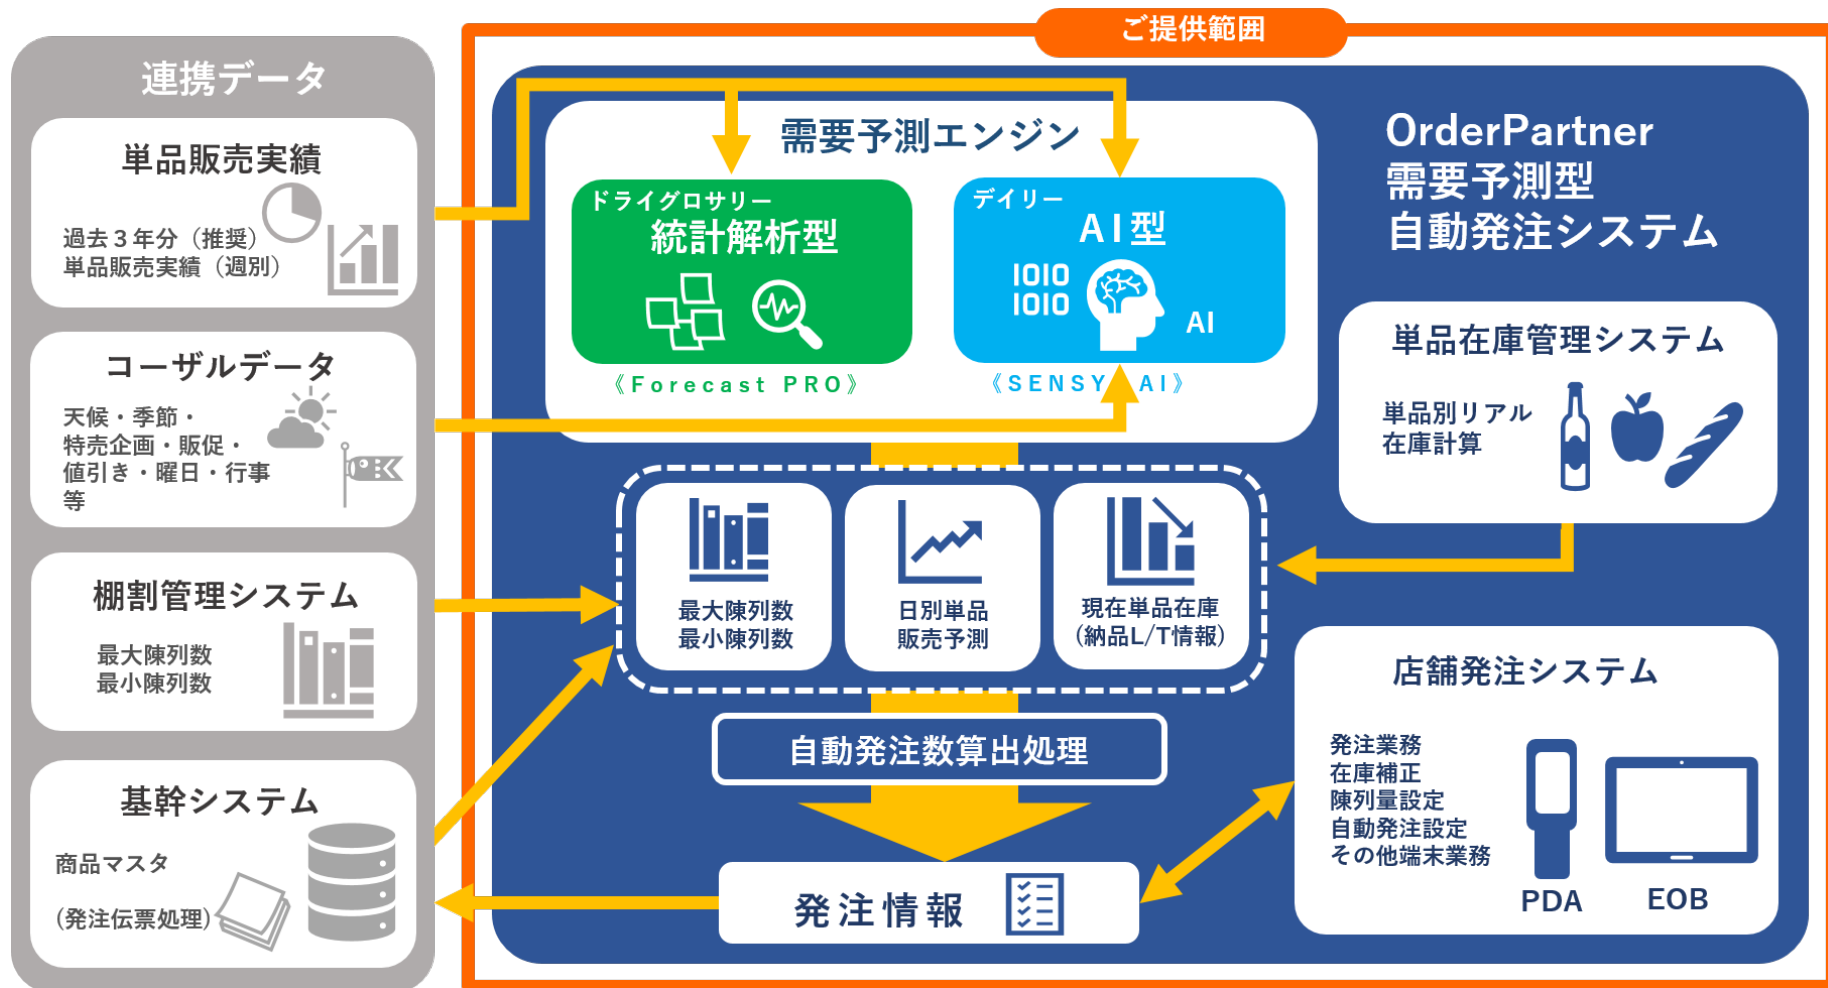 ご提供範囲
連携データ
単品販売実績
過去３年分（推奨）
単品販売実績（週別）
コーザルデータ
天候・季節・
特売企画・販促・
値引き・曜日・行事
等
棚割管理システム
最大陳列数
最小陳列数
基幹システム
商品マスタ
(発注伝票処理)
需要予測エンジン
ドライグロサリー
統計解析型
《Forecast PRO》
デイリー
AI型
1010
1010
AI
《SENSY AI》
OrderPartner
需要予測型
自動発注システム
単品在庫管理システム
単品別リアル
在庫計算
最大陳列数
最小陳列数
日別単品
販売予測
現在単品在庫
(納品L/T情報)
自動発注数算出処理
発注情報
店舗発注システム
発注業務
在庫補正
陳列量設定
自動発注設定
その他端末業務
PDA
EOB